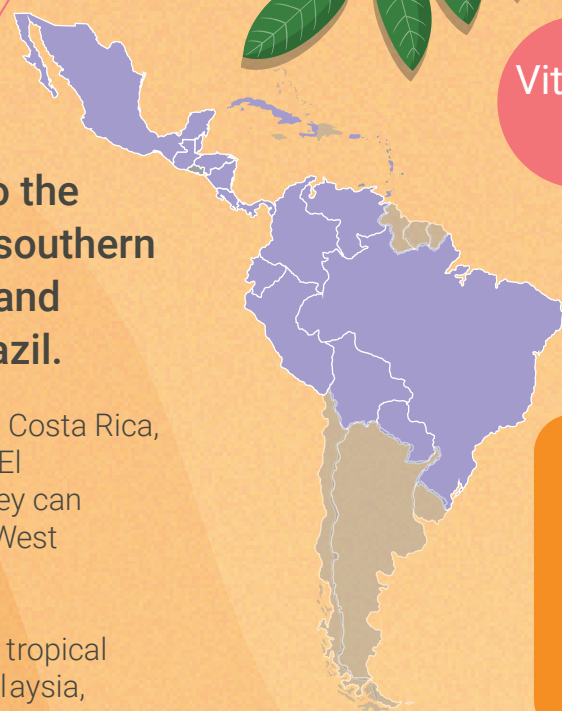 Vit
o the
southern
and
azil.
Costa Rica,
El
ey can
West
tropical
laysia,